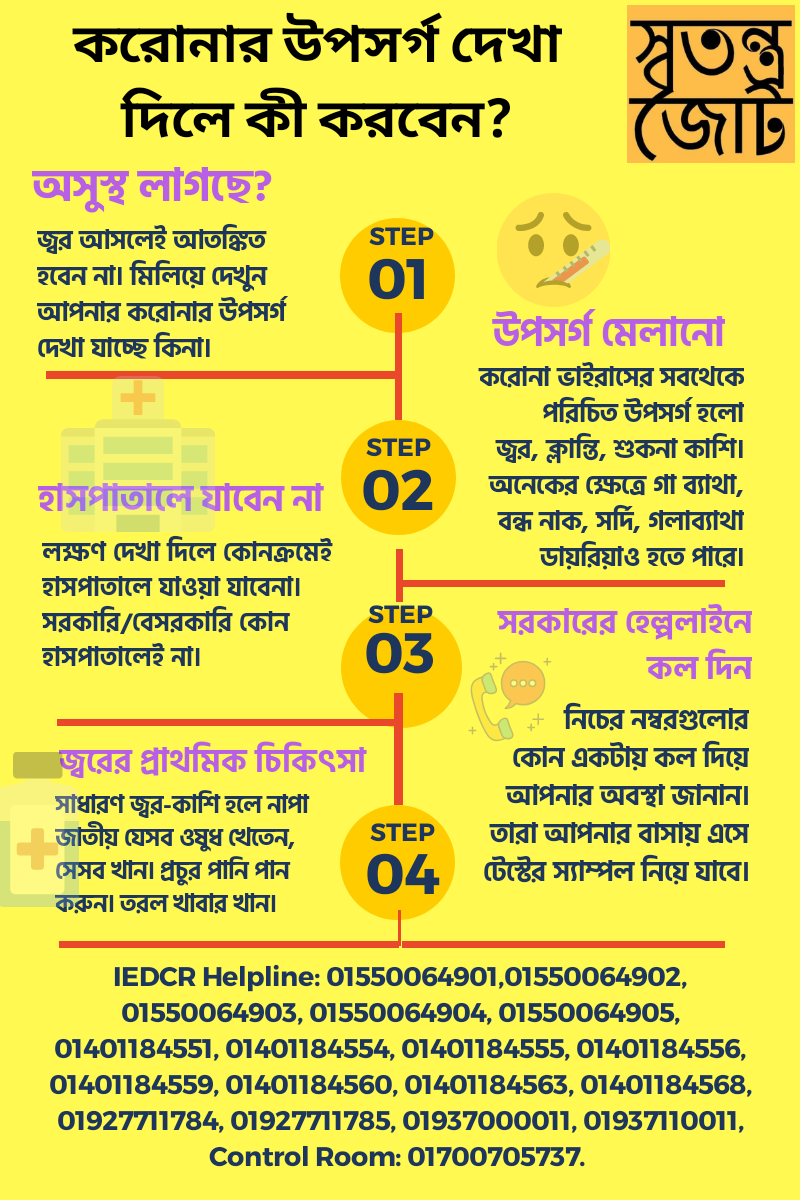 করোনার উপসর্গ দেখা
দিলে কী করবেন?
স্বতন্ত্র
জোট
অসুস্থ লাগছে?
জ্বর আসলেই আতঙ্কিত
হবেন না। মিলিয়ে দেখুন
আপনার করোনার উপসর্গ
দেখা যাচ্ছে কিনা।
STEP
01
উপসর্গ মেলানো
করোনা ভাইরাসের সবথেকে
পরিচিত উপসর্গ হলো
জ্বর, ক্লান্তি, শুকনা কাশি।
অনেকের ক্ষেত্রে গা ব্যাথা,
বন্ধ নাক, সর্দি, গলাব্যাথা
ডায়রিয়াও হতে পারে।
STEP
02
হাসপাতালে যাবেন না
লক্ষণ দেখা দিলে কোনক্রমেই
হাসপাতালে যাওয়া যাবেনা।
সরকারি/বেসরকারি কোন
হাসপাতালেই না।
STEP
03
সরকারের হেল্পলাইনে
কল দিন
নিচের নম্বরগুলোর
কোন একটায় কল দিয়ে
আপনার অবস্থা জানান।
তারা আপনার বাসায় এসে
টেস্টের স্যাম্পল নিয়ে যাবে।
জ্বরের প্রাথমিক চিকিৎসা
সাধারণ জ্বর-কাশি হলে নাপা
জাতীয় যেসব ওষুধ খেতেন,
সেসব খান। প্রচুর পানি পান
করুন। তরল খাবার খান।
STEP
04
IEDCR Helpline: 01550064901,01550064902,
01550064903, 01550064904, 01550064905,
01401184551, 01401184554, 01401184555, 01401184556,
01401184559, 01401184560, 01401184563, 01401184568,
01927711784, 01927711785, 01937000011, 01937110011,
Control Room: 01700705737.